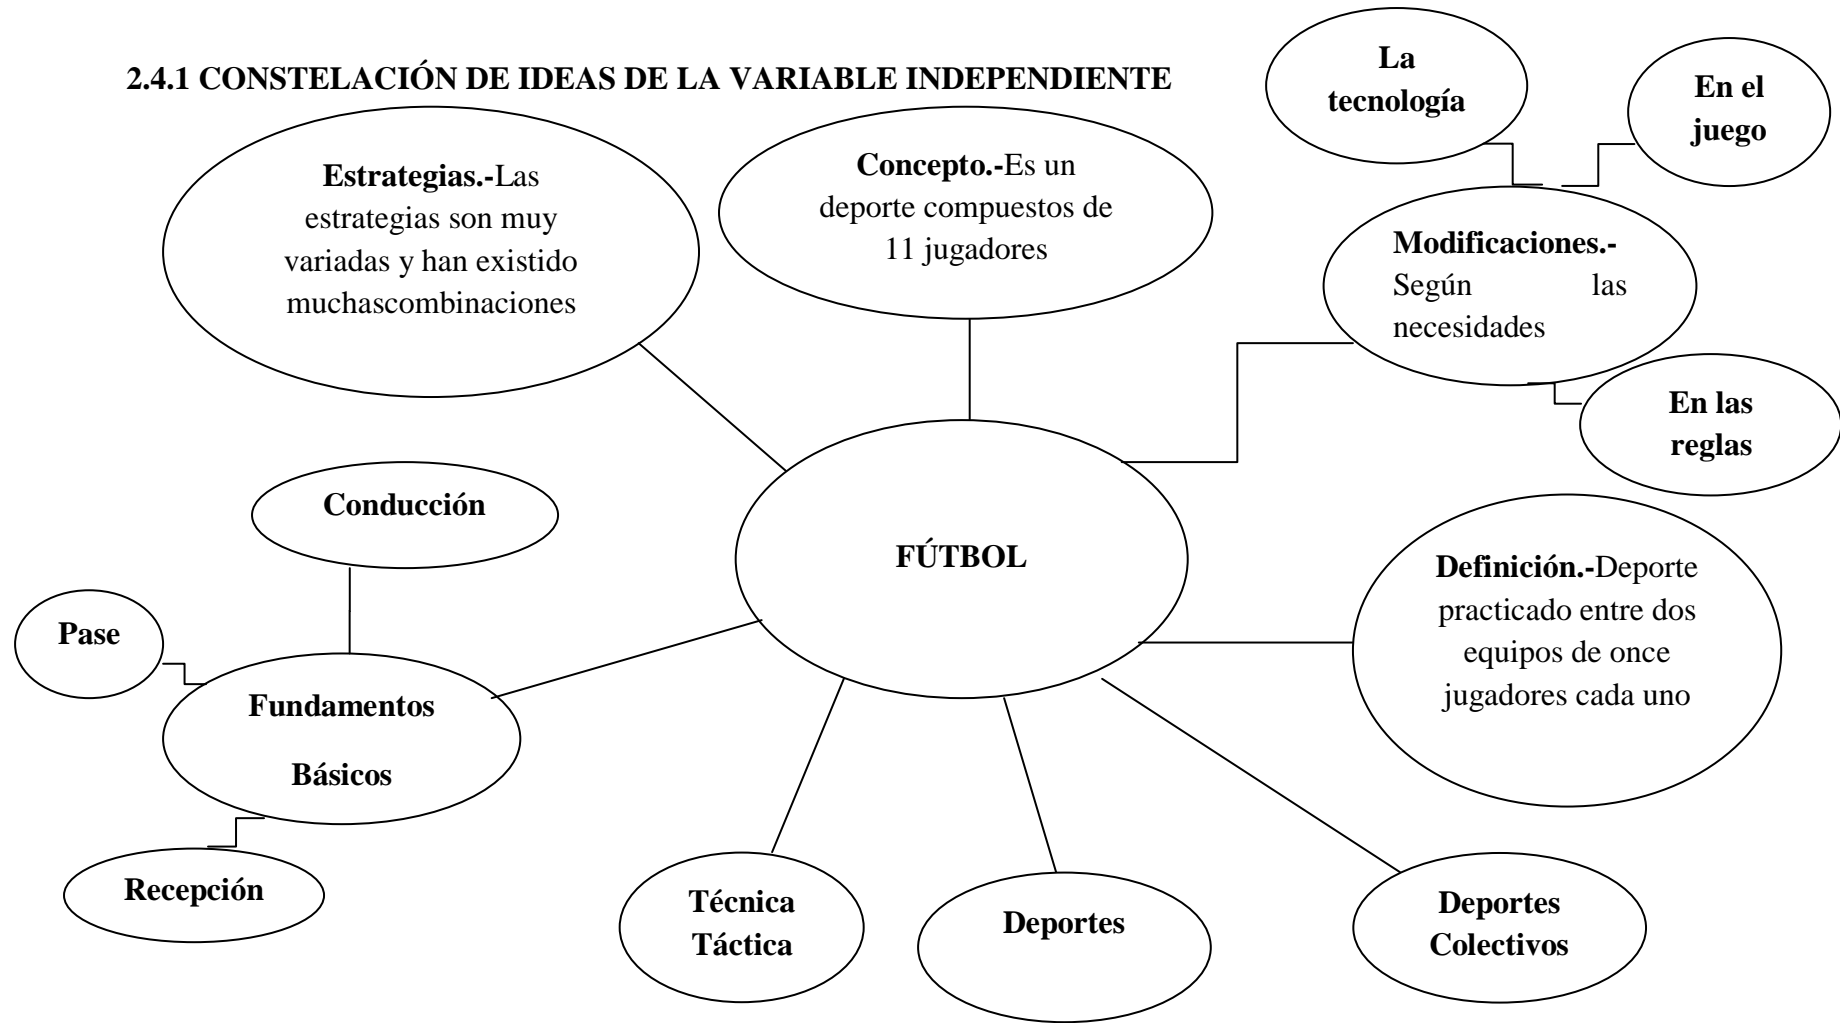 2.4.1 CONSTELACIÓN DE IDEAS DE LA VARIABLE INDEPENDIENTE
La
tecnología
En el
juego
Estrategias.-Las
estrategias son muy
variadas y han existido
muchascombinaciones
Concepto.-Es un
deporte compuestos de
11 jugadores
Modificaciones.-
Según las
necesidades
En las
reglas
Conducción
FÚTBOL
Definición.-Deporte
practicado entre dos
equipos de once
jugadores cada uno
Pase
Fundamentos
Básicos
Recepción
Técnica
Táctica
Deportes
Deportes
Colectivos